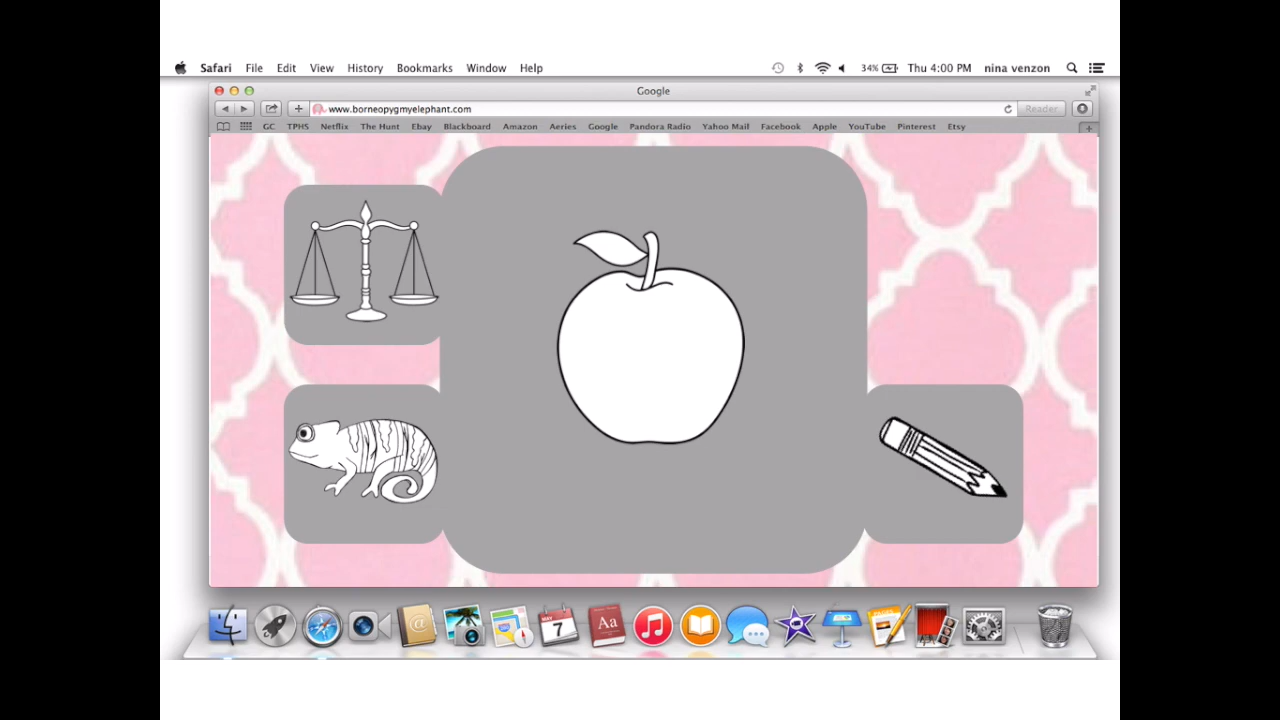 Safari File Edit View History Bookmarks Window Help 34% Thu 4:00 PM nina venzon
Google
www.borneopygmyelephant.com Reader
GC TPHS Netflix The Hunt Ebay Blackboard Amazon Aeries Google Pandora Radio Yahoo Mail Facebook Apple YouTube Pinterest Etsy
MAY
7
Aa
PAGES